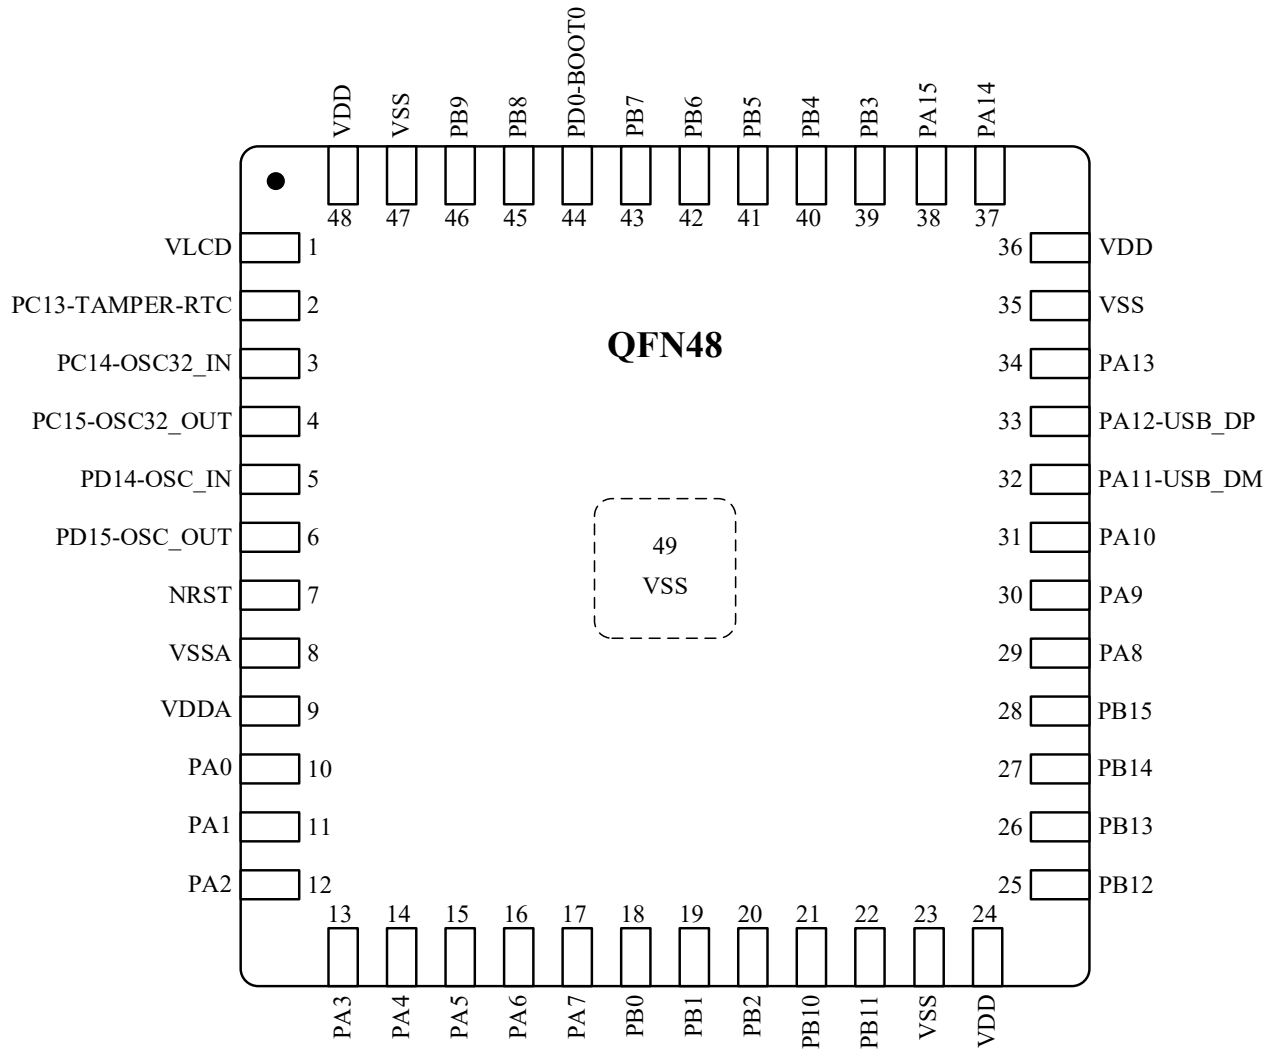 VDD VSS PB9 PB8 PD0-BOOT0 PB7 PB6 PB5 PB4 PB3 PA15 PA14
48 47 46 45 44 43 42 41 40 39 38 37
VLCD 1 36 VDD
PC13-TAMPER-RTC 2 35 VSS
QFN48
PC14-OSC32_IN 3 34 PA13
PC15-OSC32_OUT 4 33 PA12-USB_DP
PD14-OSC_IN 5 32 PA11-USB_DM
PD15-OSC_OUT 6 31 PA10
49
VSS
NRST 7 30 PA9
VSSA 8 29 PA8
VDDA 9 28 PB15
PA0 10 27 PB14
PA1 11 26 PB13
PA2 12 25 PB12
13 14 15 16 17 18 19 20 21 22 23 24
PA3 PA4 PA5 PA6 PA7 PB0 PB1 PB2 PB10 PB11 VSS VDD